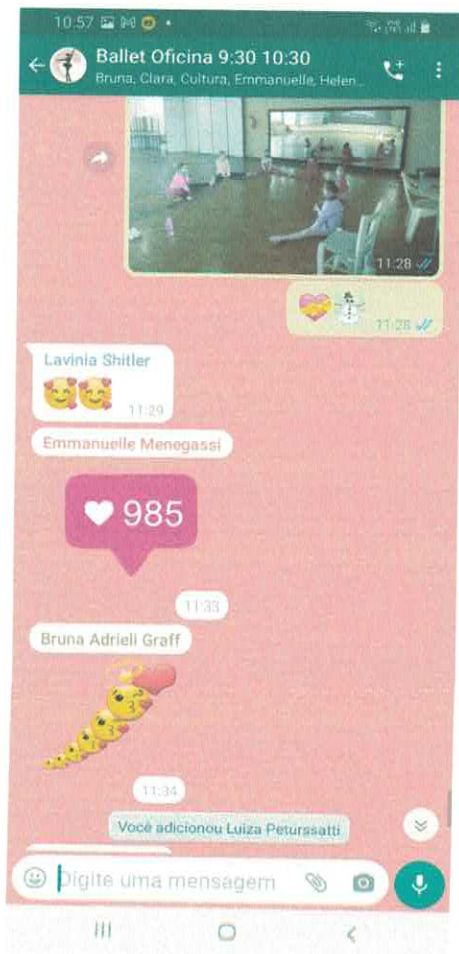 10:57
Ballet Oficina 9:30 10:30
Bruna, Clara, Cultura, Emmanuelle, Helen...
11:28
11:28
Lavinia Shitler
11:29
Emmanuelle Menegassi
985
11:33
Bruna Adrieli Graff
11:34
Você adicionou Luiza Peturssatti
Digite uma mensagem